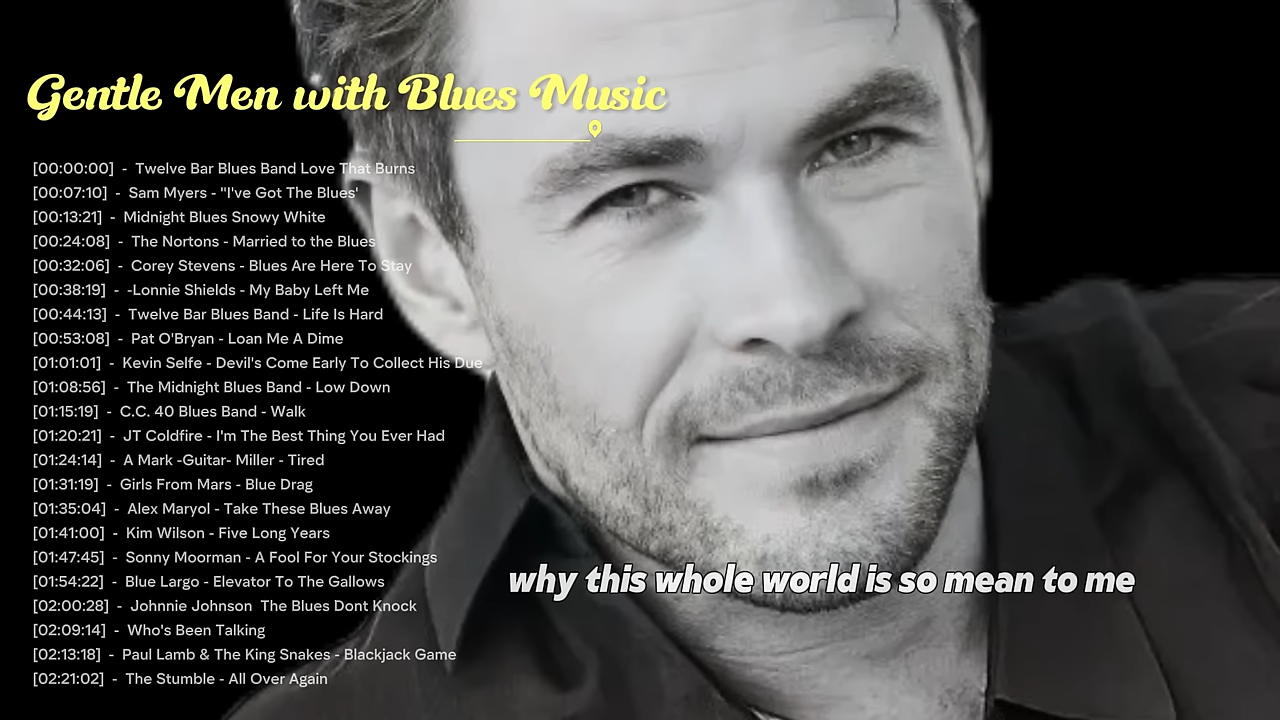 Gentle Men with Blues Music
[00:00:00] - Twelve Bar Blues Band Love That Burns
[00:07:10] - Sam Myers - "I've Got The Blues'
[00:13:21] - Midnight Blues Snowy White
[00:24:08] - The Nortons - Married to the Blues
[00:32:06] - Corey Stevens - Blues Are Here To Stay
[00:38:19] - -Lonnie Shields - My Baby Left Me
[00:44:13] - Twelve Bar Blues Band - Life Is Hard
[00:53:08] - Pat O'Bryan - Loan Me A Dime
[01:01:01] - Kevin Selfe - Devil's Come Early To Collect His Due
[01:08:56] - The Midnight Blues Band - Low Down
[01:15:19] - C.C. 40 Blues Band - Walk
[01:20:21] - JT Coldfire - I'm The Best Thing You Ever Had
[01:24:14] - A Mark -Guitar- Miller - Tired
[01:31:19] - Girls From Mars - Blue Drag
[01:35:04] - Alex Maryol - Take These Blues Away
[01:41:00] - Kim Wilson - Five Long Years
[01:47:45] - Sonny Moorman - A Fool For Your Stockings
[01:54:22] - Blue Largo - Elevator To The Gallows
[02:00:28] - Johnnie Johnson  The Blues Dont Knock
[02:09:14] - Who's Been Talking
[02:13:18] - Paul Lamb & The King Snakes - Blackjack Game
[02:21:02] - The Stumble - All Over Again
why this whole world is so mean to me